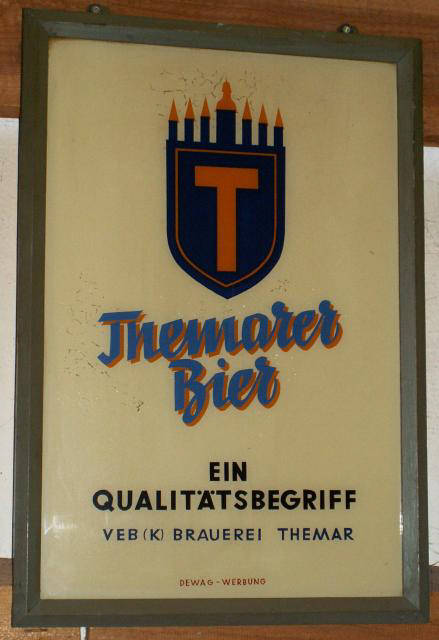 T
Themarer
Bier
EIN
QUALITÄTSBEGRIFF
VEB (K) BRAUEREI THEMAR
DEWAG - WERBUNG